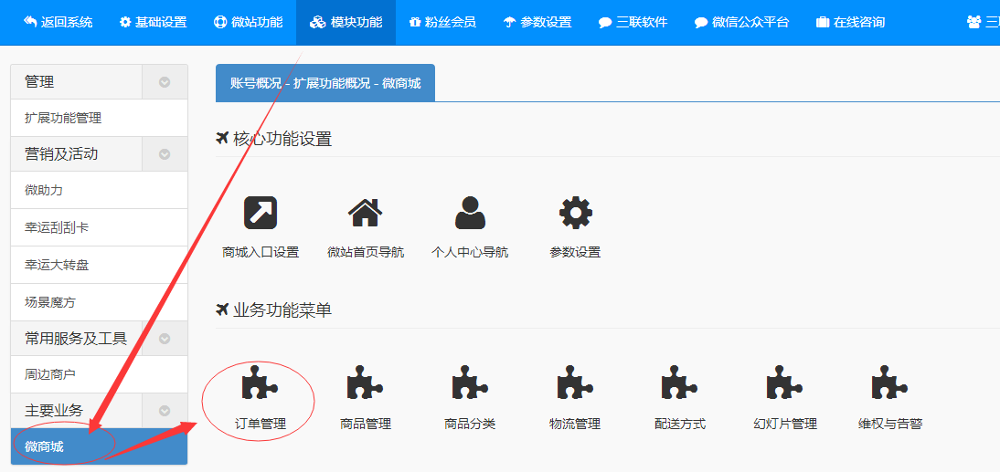 返回系统 基础设置 微站功能 模块功能 粉丝会员 参数设置 三联软件 微信公众平台 在线咨询 三
管理
扩展功能管理
营销及活动
微助力
幸运刮刮卡
幸运大转盘
场景魔方
常用服务及工具
周边商户
主要业务
微商城
账号概况 - 扩展功能概况 - 微商城
核心功能设置
商城入口设置 微站首页导航 个人中心导航 参数设置
业务功能菜单
订单管理 商品管理 商品分类 物流管理 配送方式 幻灯片管理 维权与告警